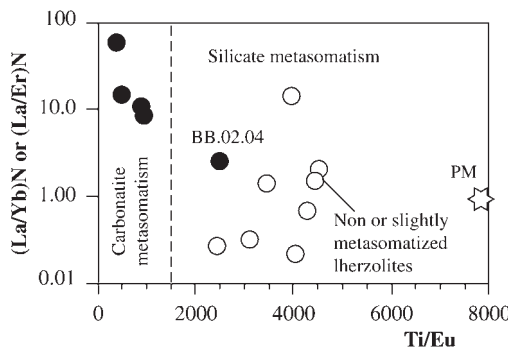 100
10.0
1.00
0.01
(La/Yb)N or (La/Er)N
Carbonatite
metasomatism
Silicate metasomatism
BB.02.04
PM
Non or slightly
metasomatized
lherzolites
0 2000 4000 6000 8000
Ti/Eu